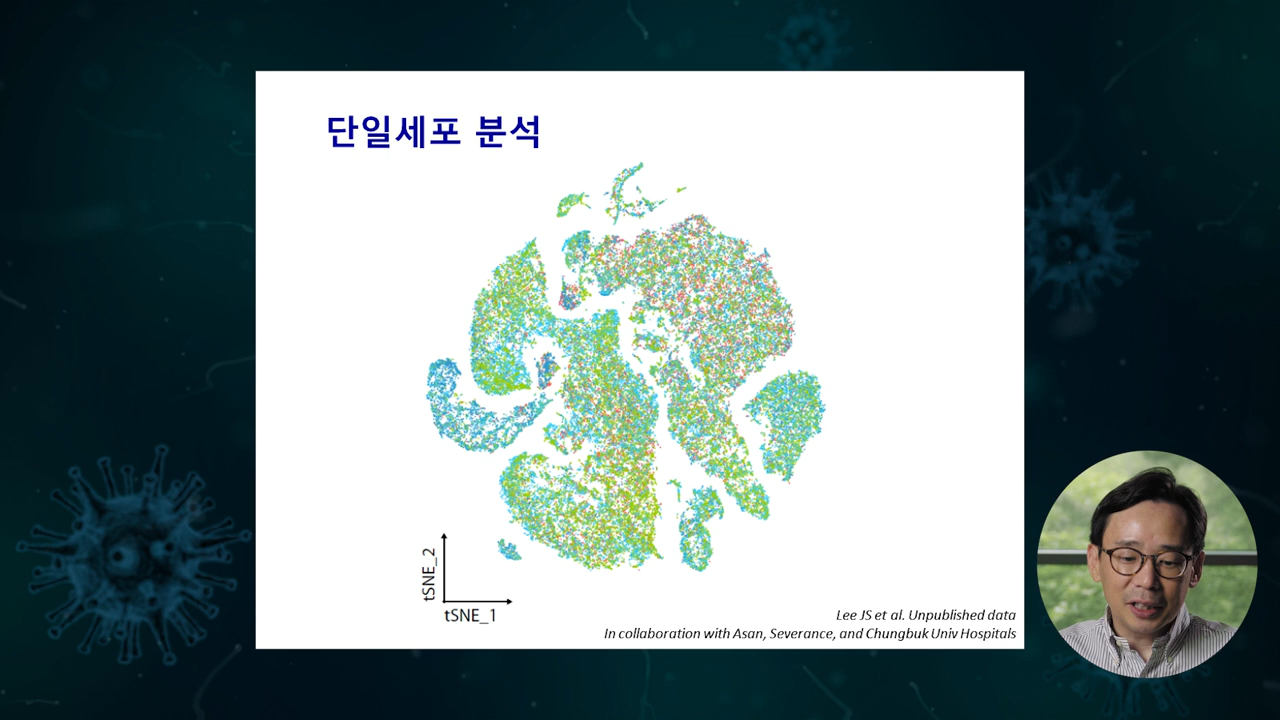 단일세포 분석
tSNE_2
tSNE_1
Lee JS et al. Unpublished data
In collaboration with Asan, Severance, and Chungbuk Univ Hospitals